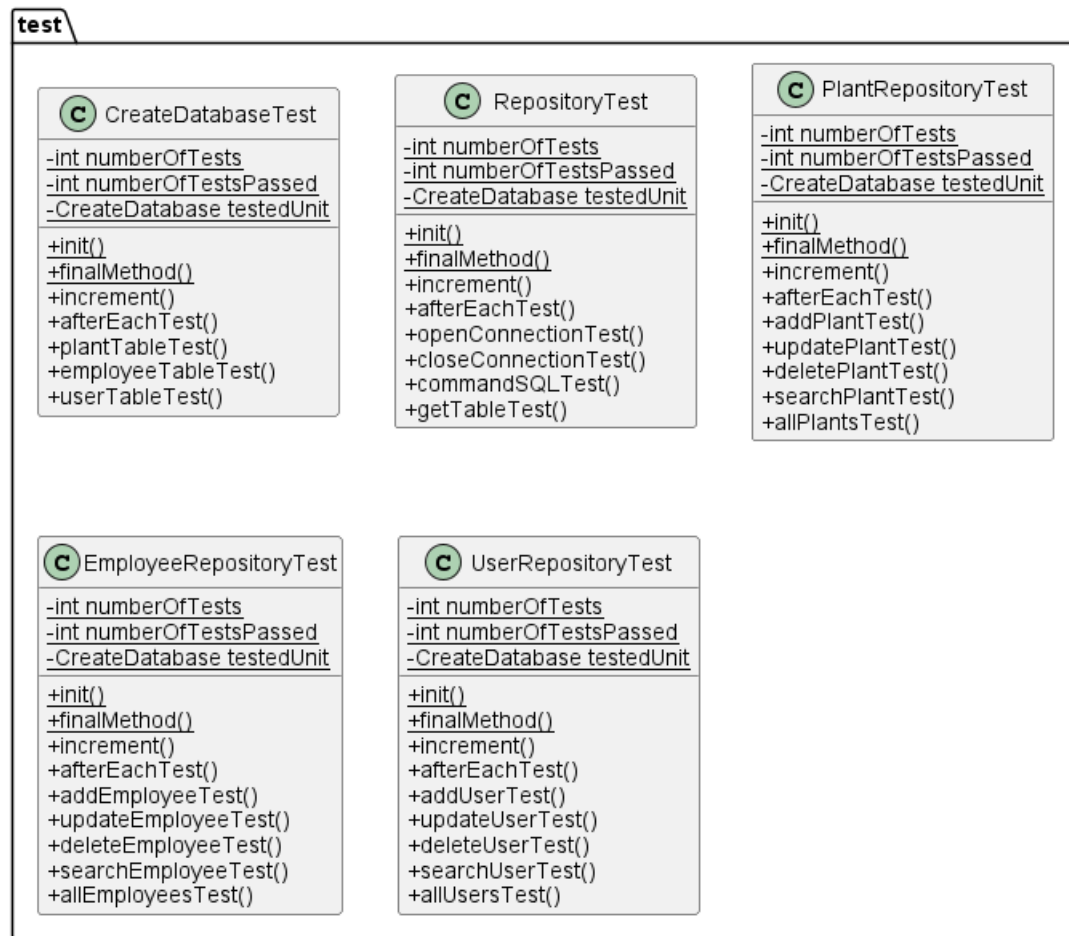 test
C CreateDatabaseTest
-int numberOfTests
-int numberOfTestsPassed
-CreateDatabase testedUnit
+init()
+finalMethod()
+increment()
+afterEachTest()
+plantTableTest()
+employeeTableTest()
+userTableTest()
C RepositoryTest
-int numberOfTests
-int numberOfTestsPassed
-CreateDatabase testedUnit
+init()
+finalMethod()
+increment()
+afterEachTest()
+openConnectionTest()
+closeConnectionTest()
+commandSQLTest()
+getTableTest()
C PlantRepositoryTest
-int numberOfTests
-int numberOfTestsPassed
-CreateDatabase testedUnit
+init()
+finalMethod()
+increment()
+afterEachTest()
+addPlantTest()
+updatePlantTest()
+deletePlantTest()
+searchPlantTest()
+allPlantsTest()
C EmployeeRepositoryTest
-int numberOfTests
-int numberOfTestsPassed
-CreateDatabase testedUnit
+init()
+finalMethod()
+increment()
+afterEachTest()
+addEmployeeTest()
+updateEmployeeTest()
+deleteEmployeeTest()
+searchEmployeeTest()
+allEmployeesTest()
C UserRepositoryTest
-int numberOfTests
-int numberOfTestsPassed
-CreateDatabase testedUnit
+init()
+finalMethod()
+increment()
+afterEachTest()
+addUserTest()
+updateUserTest()
+deleteUserTest()
+searchUserTest()
+allUsersTest()